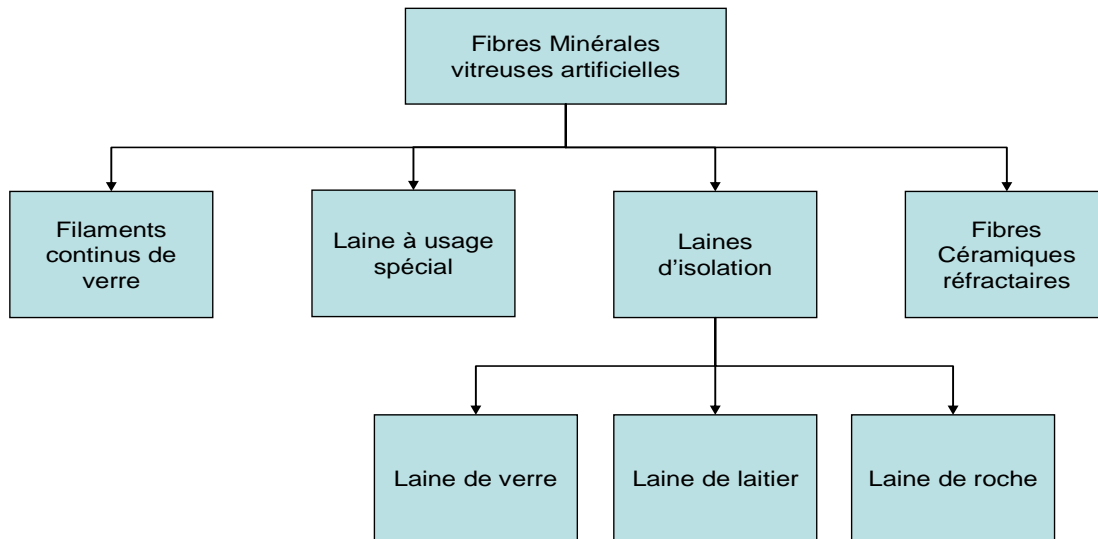 Fibres Minérales
vitreuses artificielles
Filaments
continus de
verre
Laine à usage
spécial
Laines
d'isolation
Fibres
Céramiques
réfractaires
Laine de verre
Laine de laitier
Laine de roche